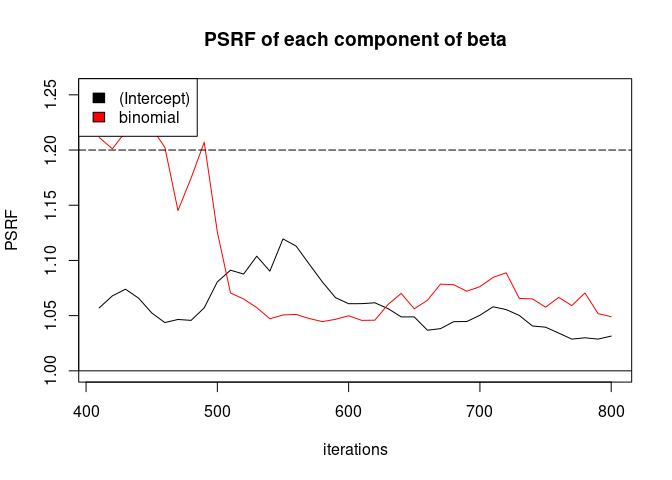 PSRF of each component of beta
(Intercept)
binomial
PSRF
1.25
1.20
1.15
1.10
1.05
1.00
400 500 600 700 800
iterations